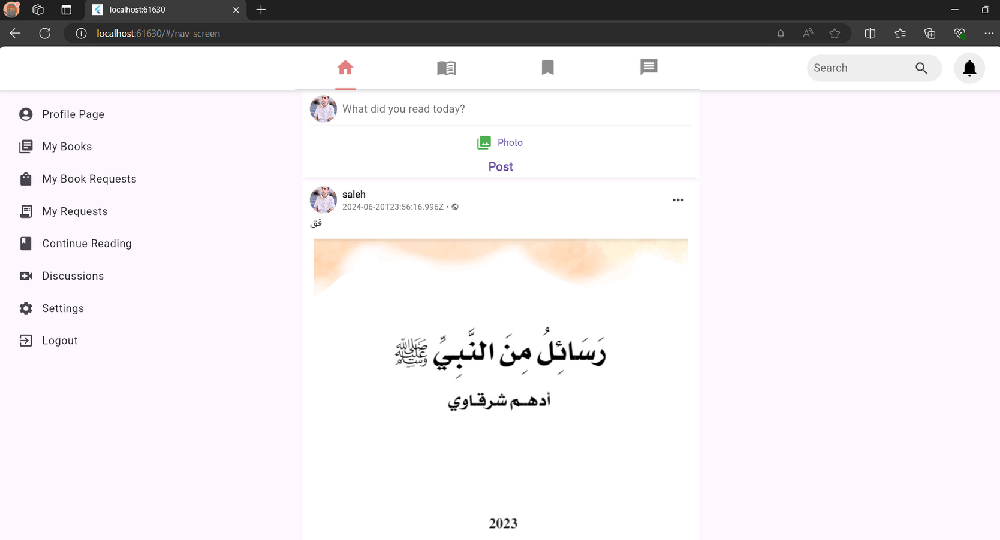 localhost:61630
localhost:61630/#/nav_screen
Search
Profile Page
My Books
My Book Requests
My Requests
Continue Reading
Discussions
Settings
Logout
What did you read today?
Photo
Post
saleh
2024-06-20T23:56:16.996Z •
قق
رَسَائِلُ مِنَ النَّبِيِّ ﷺ
أدهم شرقاوي
2023